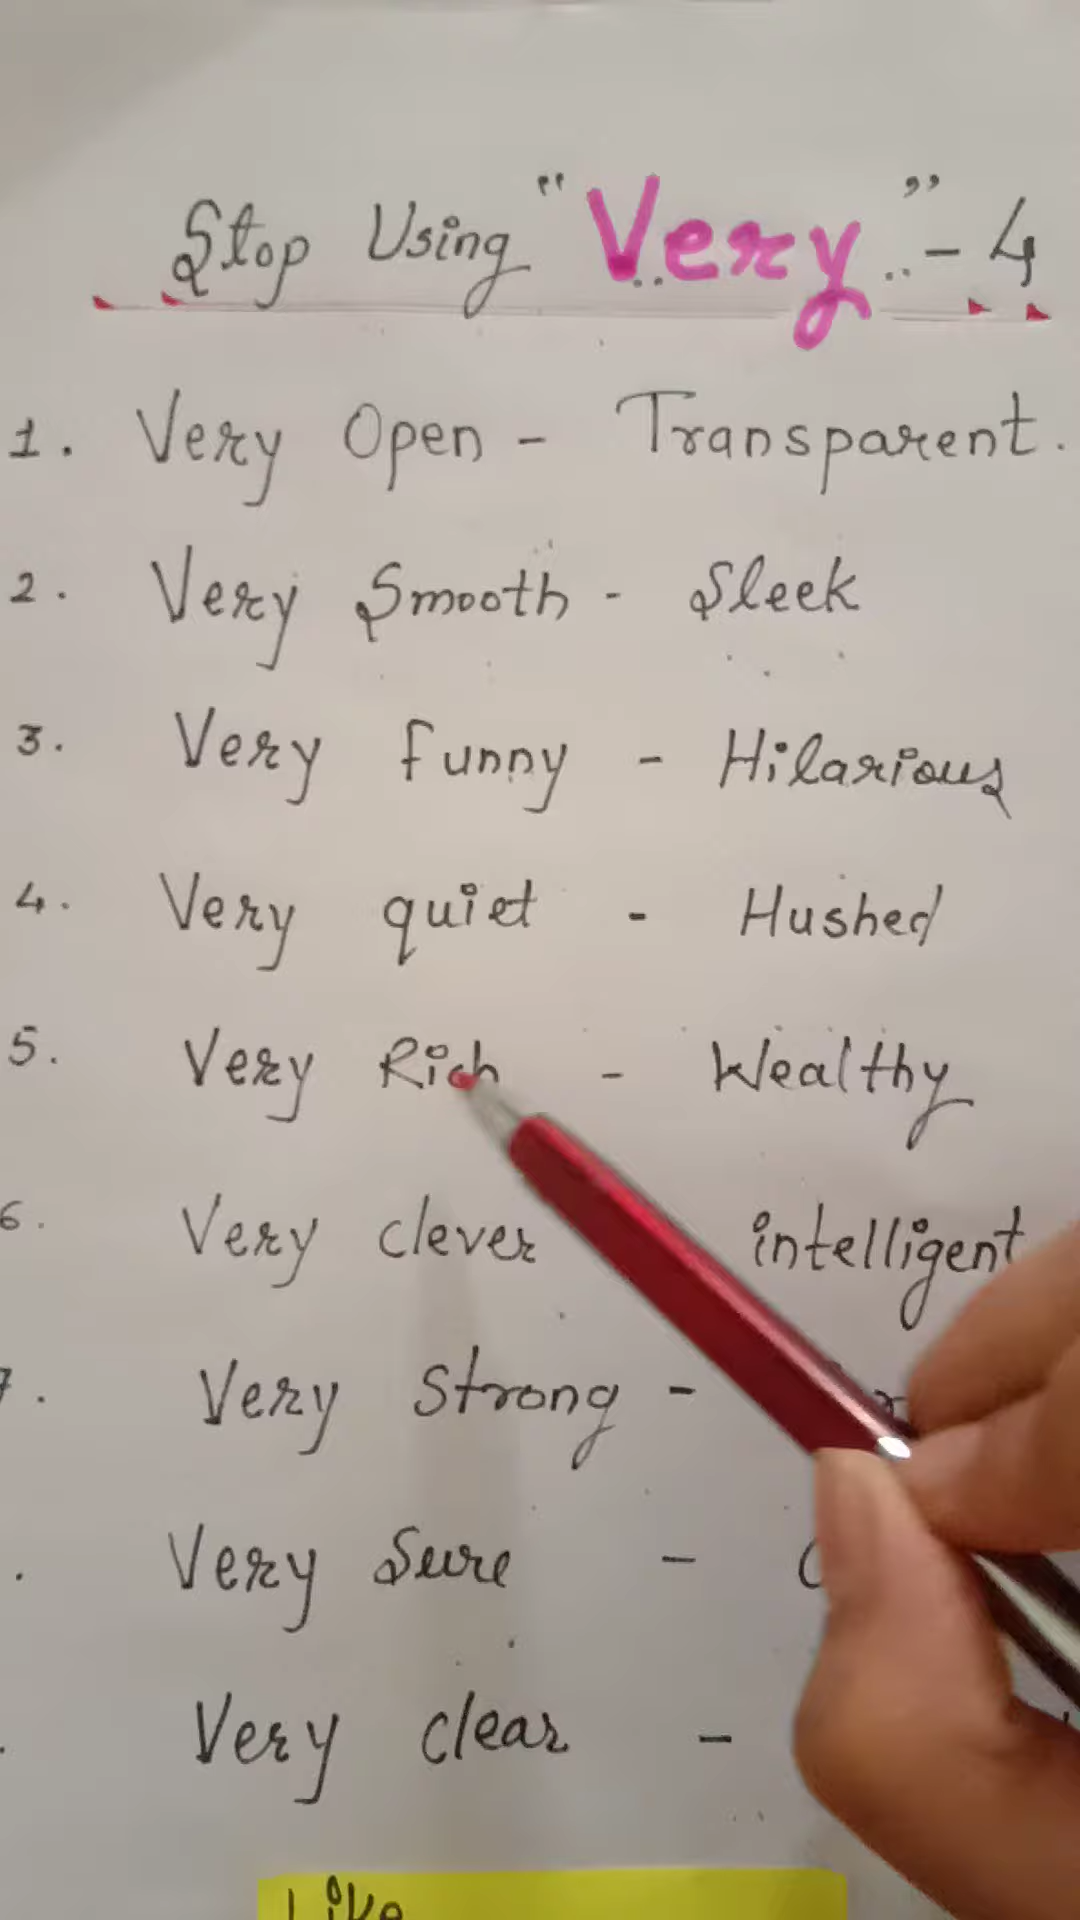 Stop Using "Very" - 4
1. Very Open - Transparent.
2. Very Smooth - Sleek
3. Very funny - Hilarious
4. Very quiet - Hushed
5. Very Rich - Wealthy
6. Very clever intelligent
7. Very Strong -
. Very Sure -
. Very clear -
Like